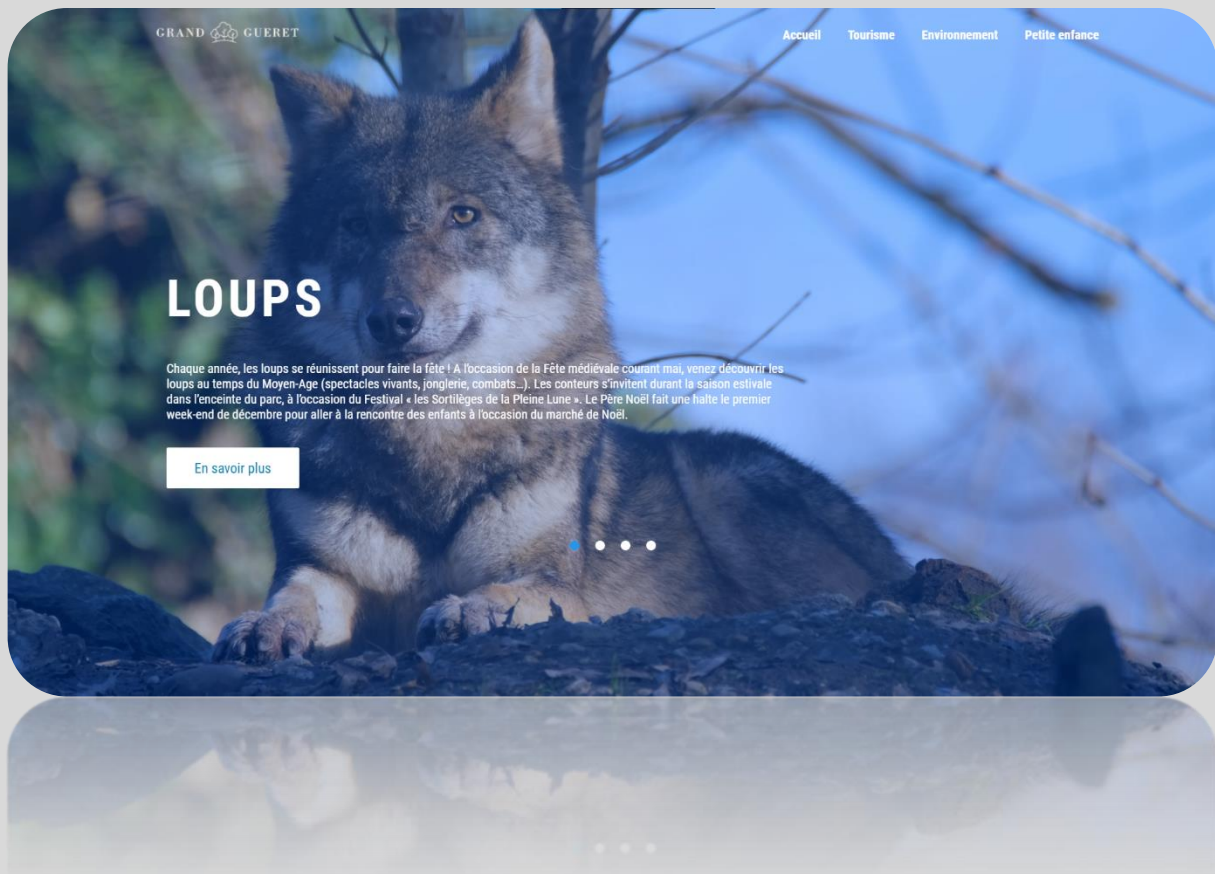 GRAND GUERET
Accueil Tourisme Environnement Petite enfance
LOUPS
Chaque année, les loups se réunissent pour faire la fête ! A l'occasion de la Fête médiévale courant mai, venez découvrir les
loups au temps du Moyen-Age (spectacles vivants, jonglerie, combats...). Les conteurs s'invitent durant la saison estivale
dans l'enceinte du parc, à l'occasion du Festival « les Sortilèges de la Pleine Lune ». Le Père Noël fait une halte le premier
week-end de décembre pour aller à la rencontre des enfants à l'occasion du marché de Noël.
En savoir plus